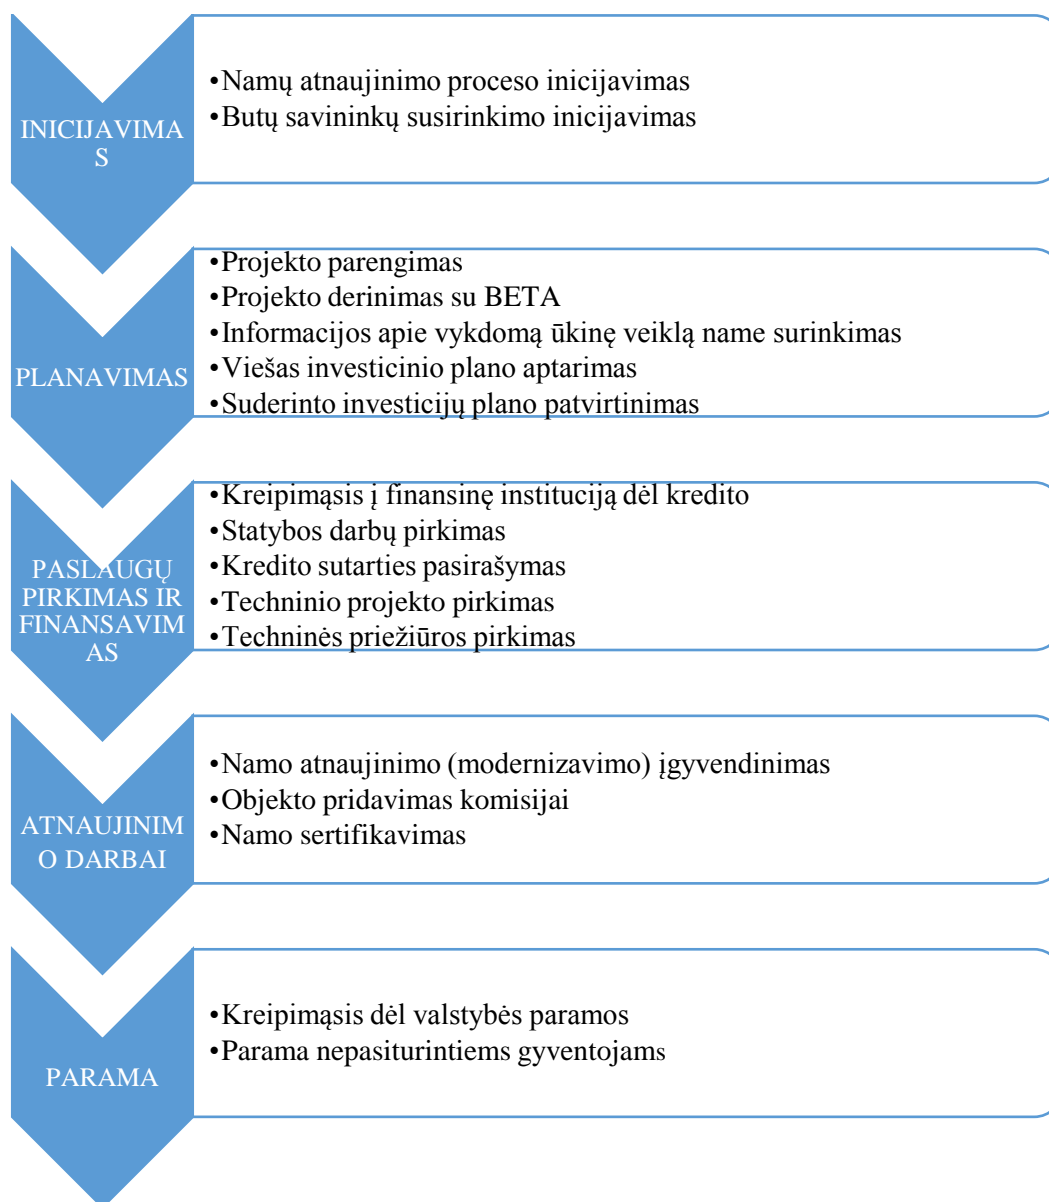 INICIJAVIMA
S
•Namų atnaujinimo proceso inicijavimas
•Butų savininkų susirinkimo inicijavimas
PLANAVIMAS
•Projekto parengimas
•Projekto derinimas su BETA
•Informacijos apie vykdomą ūkinę veiklą name surinkimas
•Viešas investicinio plano aptarimas
•Suderinto investicijų plano patvirtinimas
PASLAUGŲ
PIRKIMAS IR
FINANSAVIM
AS
•Kreipimąsis į finansinę instituciją dėl kredito
•Statybos darbų pirkimas
•Kredito sutarties pasirašymas
•Techninio projekto pirkimas
•Techninės priežiūros pirkimas
ATNAUJINIM
O DARBAI
•Namo atnaujinimo (modernizavimo) įgyvendinimas
•Objekto pridavimas komisijai
•Namo sertifikavimas
PARAMA
•Kreipimąsis dėl valstybės paramos
•Parama nepasiturintiems gyventojams